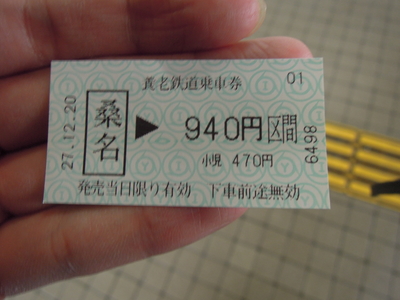 養老鉄道乗車券
01
27.12.20
桑名 ▶ 940円区間
小児 470円
6498
発売当日限り有効 下車前途無効